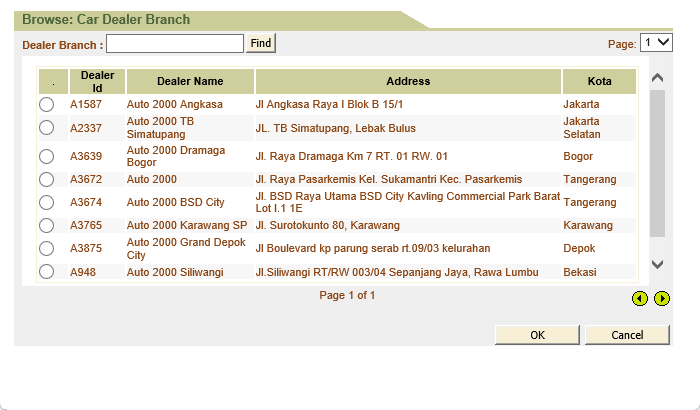 Browse: Car Dealer Branch
Dealer Branch : Find Page: 1
. Dealer Id Dealer Name Address Kota
A1587 Auto 2000 Angkasa Jl Angkasa Raya I Blok B 15/1 Jakarta
A2337 Auto 2000 TB Simatupang JL. TB Simatupang, Lebak Bulus Jakarta Selatan
A3639 Auto 2000 Dramaga Bogor Jl. Raya Dramaga Km 7 RT. 01 RW. 01 Bogor
A3672 Auto 2000 Jl. Raya Pasarkemis Kel. Sukamantri Kec. Pasarkemis Tangerang
A3674 Auto 2000 BSD City Jl. BSD Raya Utama BSD City Kavling Commercial Park Barat Lot I.1 1E Tangerang
A3765 Auto 2000 Karawang SP Jl. Surotokunto 80, Karawang Karawang
A3875 Auto 2000 Grand Depok City Jl Boulevard kp parung serab rt.09/03 kelurahan Depok
A948 Auto 2000 Siliwangi Jl.Siliwangi RT/RW 003/04 Sepanjang Jaya, Rawa Lumbu Bekasi
Page 1 of 1
OK Cancel